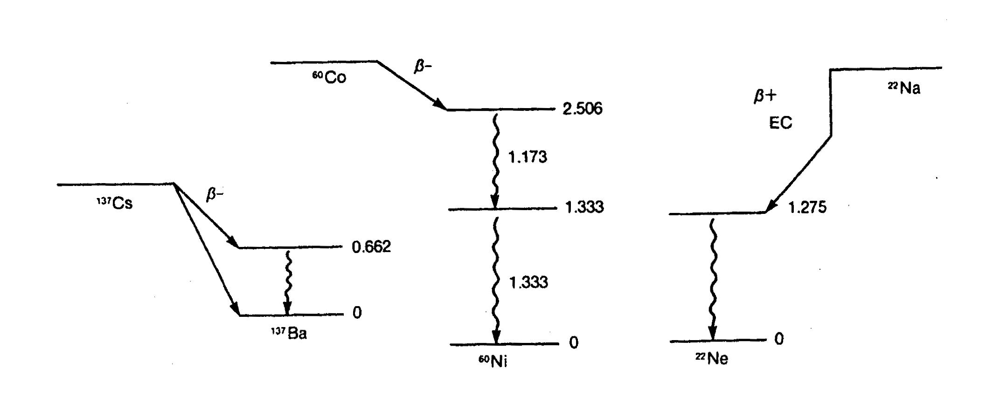 ⁶⁰Co
β−
2.506
1.173
1.333
1.333
0
⁶⁰Ni
¹³⁷Cs
β−
0.662
0
¹³⁷Ba
²²Na
β+
EC
1.275
0
²²Ne